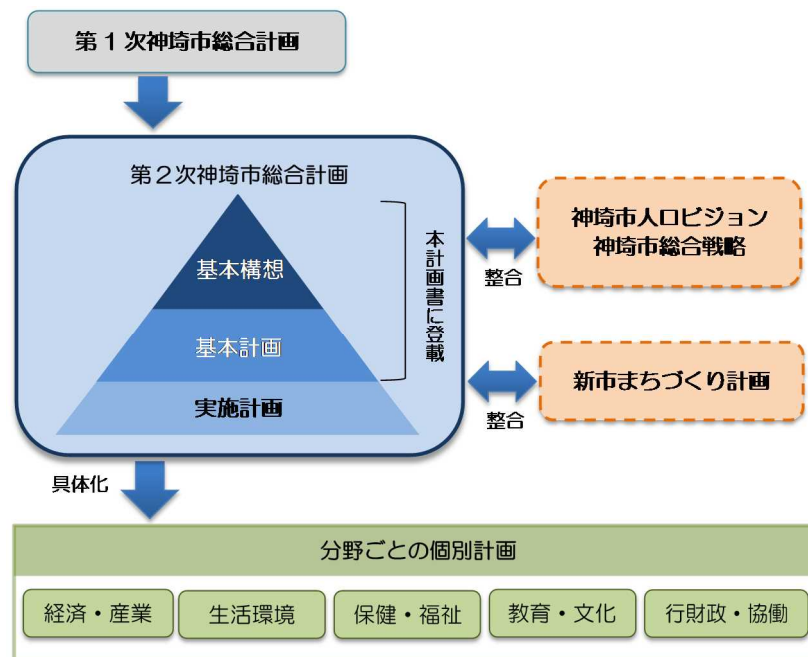 第1次神埼市総合計画
第2次神埼市総合計画
基本構想
基本計画
実施計画
本計画書に登載
神埼市人口ビジョン
神埼市総合戦略
整合
新市まちづくり計画
整合
具体化
分野ごとの個別計画
経済・産業
生活環境
保健・福祉
教育・文化
行財政・協働